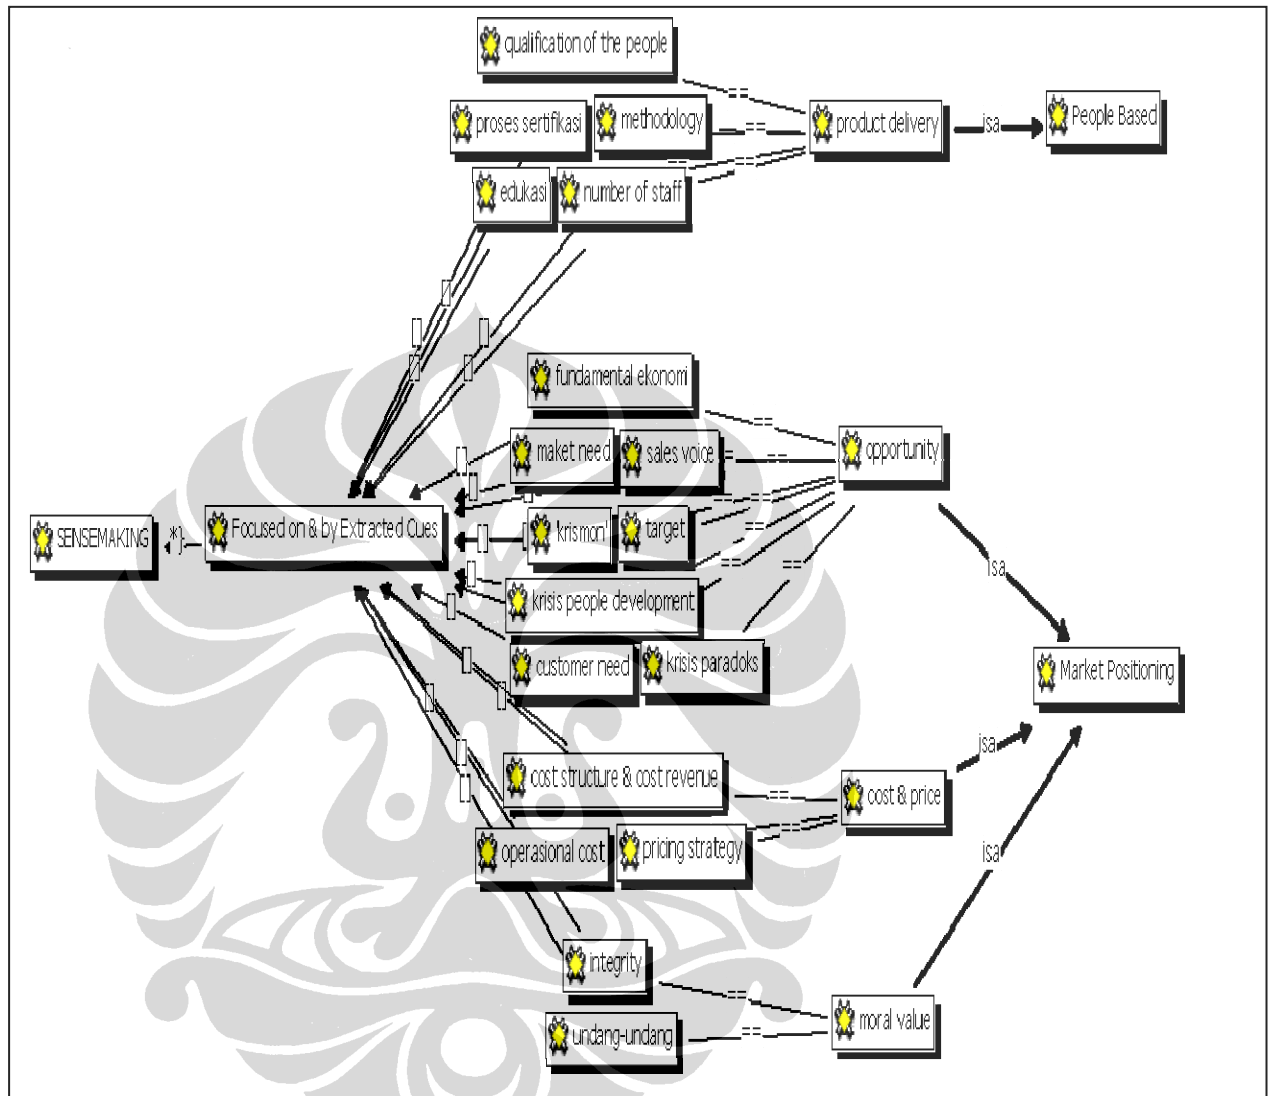 qualification of the people
proses sertifikasi
methodology
product delivery
isa
People Based
edukasi
number of staff
==
==
==
==
fundamental ekonomi
maket need
sales voice
opportunity
==
==
SENSEMAKING
*}
Focused on & by Extracted Cues
'krismon'
target
==
==
==
==
==
isa
krisis people development
customer need
krisis paradoks
Market Positioning
isa
cost structure & cost revenue
cost & price
==
==
operasional cost
pricing strategy
isa
integrity
undang-undang
moral value
==
==